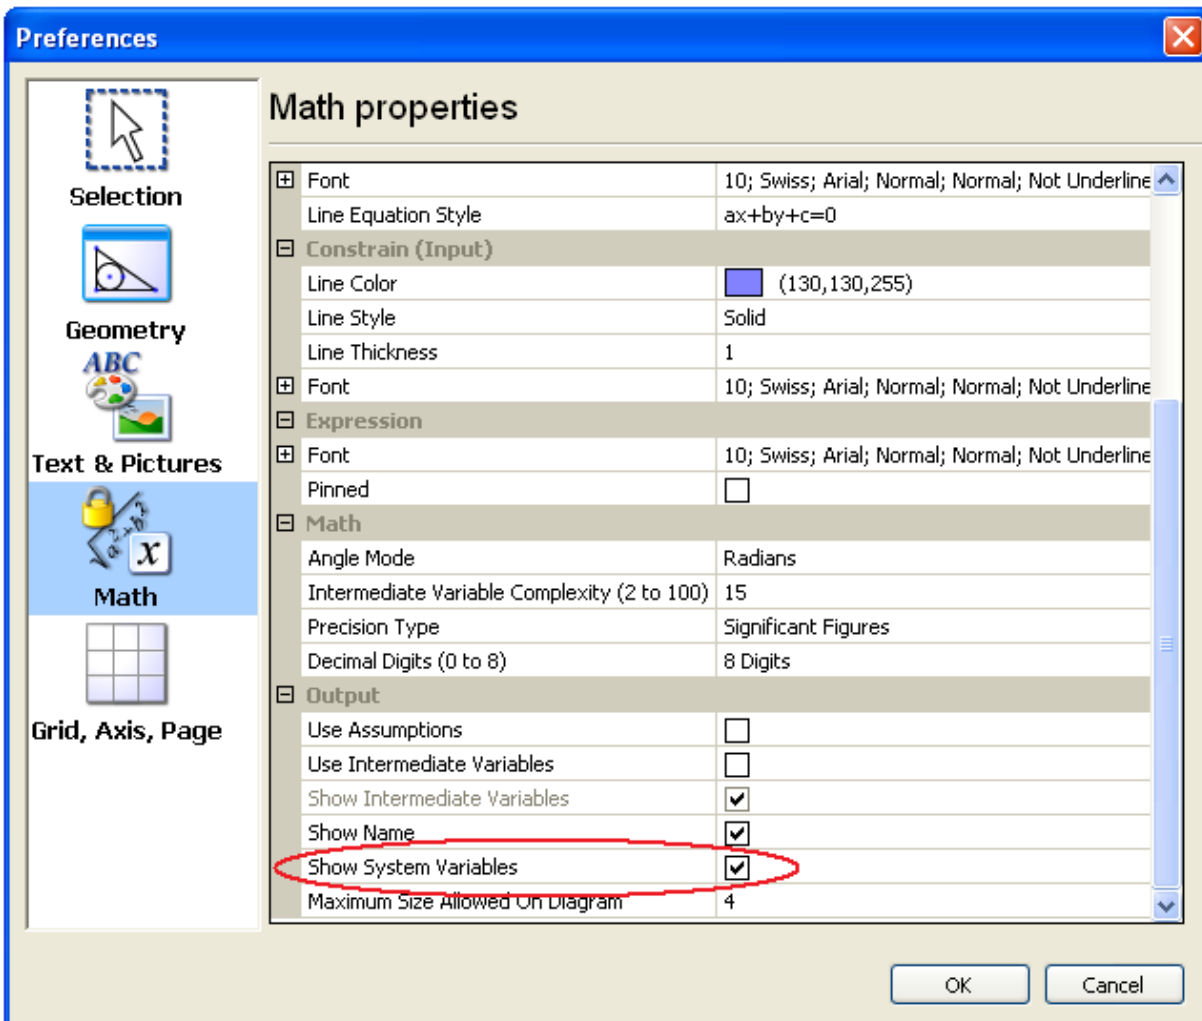 Preferences
Selection
Geometry
ABC
Text & Pictures
x
Math
Grid, Axis, Page
Math properties
Font 10; Swiss; Arial; Normal; Normal; Not Underline
Line Equation Style ax+by+c=0
Constrain (Input)
Line Color (130,130,255)
Line Style Solid
Line Thickness 1
Font 10; Swiss; Arial; Normal; Normal; Not Underline
Expression
Font 10; Swiss; Arial; Normal; Normal; Not Underline
Pinned
Math
Angle Mode Radians
Intermediate Variable Complexity (2 to 100) 15
Precision Type Significant Figures
Decimal Digits (0 to 8) 8 Digits
Output
Use Assumptions
Use Intermediate Variables
Show Intermediate Variables
Show Name
Show System Variables
Maximum Size Allowed On Diagram 4
OK Cancel